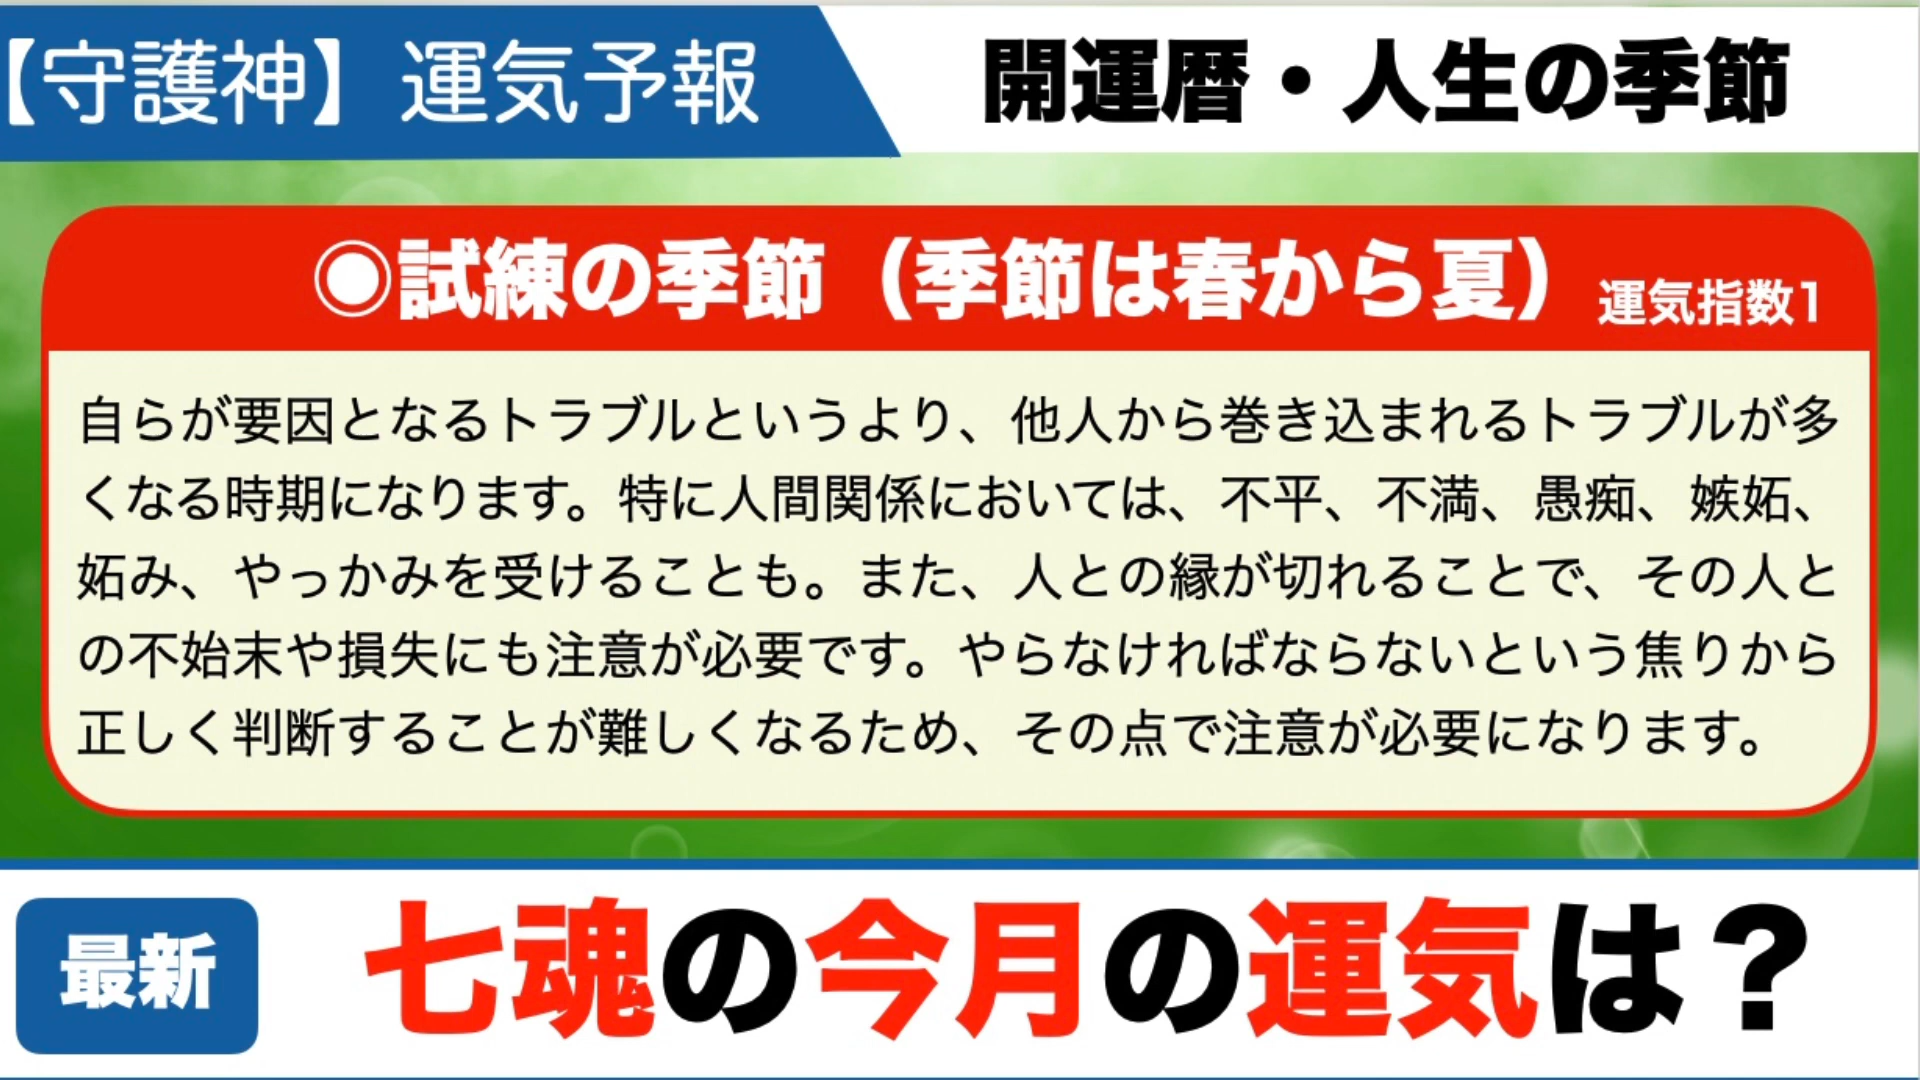 【守護神】運気予報
開運暦・人生の季節
◉試練の季節（季節は春から夏）運気指数1
自らが要因となるトラブルというより、他人から巻き込まれるトラブルが多
くなる時期になります。特に人間関係においては、不平、不満、愚痴、嫉妬、
妬み、やっかみを受けることも。また、人との縁が切れることで、その人と
の不始末や損失にも注意が必要です。やらなければならないという焦りから
正しく判断することが難しくなるため、その点で注意が必要になります。
最新
七魂の今月の運気は？